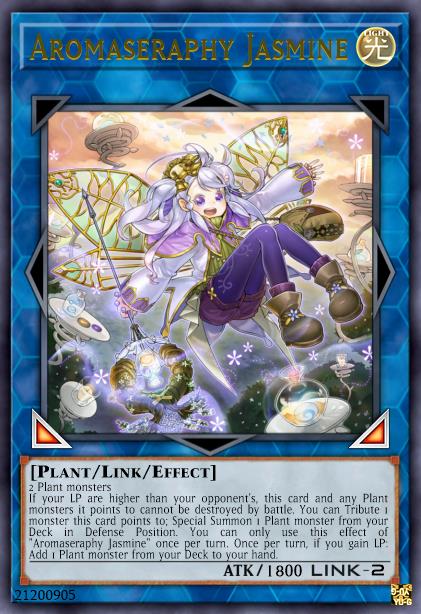 AROMASERAPHY JASMINE
LIGHT
光
[PLANT/LINK/EFFECT]
2 Plant monsters
If your LP are higher than your opponent's, this card and any Plant
monsters it points to cannot be destroyed by battle. You can Tribute 1
monster this card points to; Special Summon 1 Plant monster from your
Deck in Defense Position. You can only use this effect of
"Aromaseraphy Jasmine" once per turn. Once per turn, if you gain LP:
Add 1 Plant monster from your Deck to your hand.
ATK/1800 LINK-2
21200905